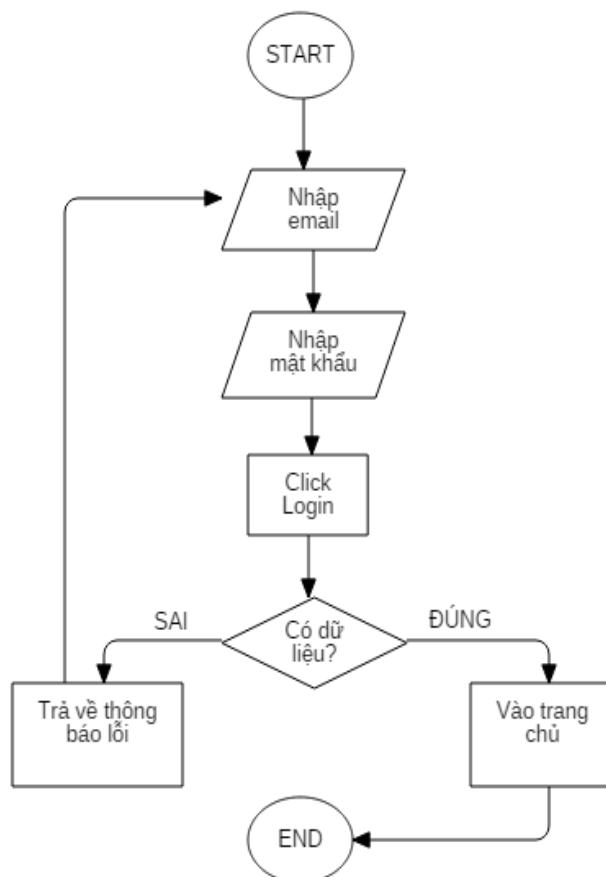 START
Nhập
email
Nhập
mật khẩu
Click
Login
SAI
ĐÚNG
Có dữ
liệu?
Trả về thông
báo lỗi
Vào trang
chủ
END